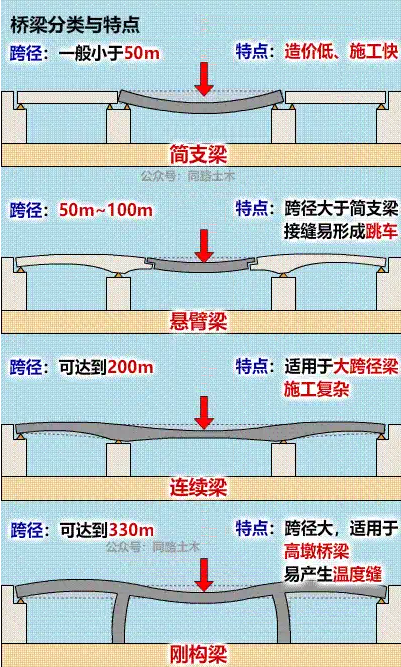 桥梁分类与特点
跨径：一般小于50m
特点：造价低、施工快
简支梁
公众号：同路土木
跨径：50m~100m
特点：跨径大于简支梁
接缝易形成跳车
悬臂梁
跨径：可达到200m
特点：适用于大跨径梁
施工复杂
连续梁
跨径：可达到330m
特点：跨径大，适用于
高墩桥梁
易产生温度缝
公众号：同路土木
刚构梁